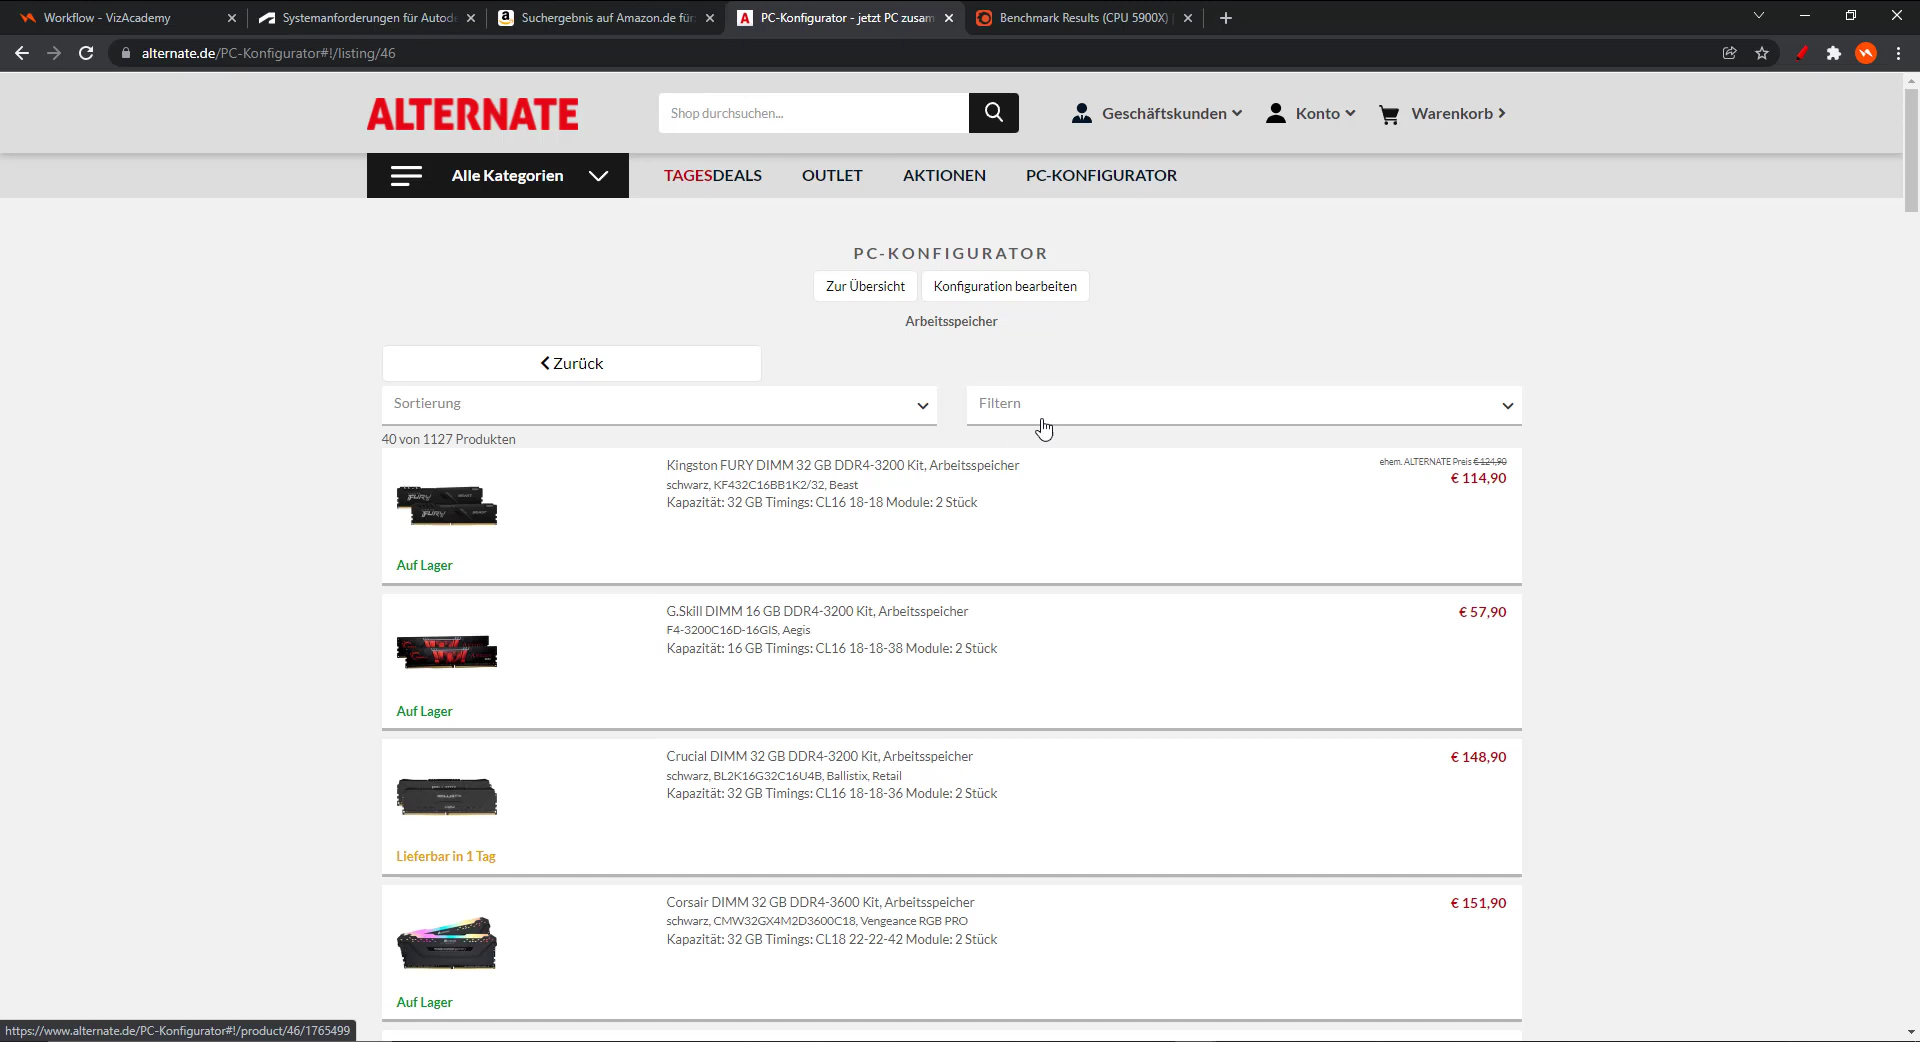 Workflow - VizAcademy
Systemanforderungen für Autode
Suchergebnis auf Amazon.de für:
PC-Konfigurator - jetzt PC zusam
Benchmark Results (CPU 5900X)
alternate.de/PC-Konfigurator#!/listing/46
ALTERNATE
Shop durchsuchen...
Geschäftskunden
Konto
Warenkorb
Alle Kategorien
TAGESDEALS
OUTLET
AKTIONEN
PC-KONFIGURATOR
PC-KONFIGURATOR
Zur Übersicht
Konfiguration bearbeiten
Arbeitsspeicher
Zurück
Sortierung
Filtern
40 von 1127 Produkten
Kingston FURY DIMM 32 GB DDR4-3200 Kit, Arbeitsspeicher
ehem. ALTERNATE Preis € 124,90
schwarz, KF432C16BB1K2/32, Beast
€ 114,90
Kapazität: 32 GB Timings: CL16 18-18 Module: 2 Stück
Auf Lager
G.Skill DIMM 16 GB DDR4-3200 Kit, Arbeitsspeicher
€ 57,90
F4-3200C16D-16GIS, Aegis
Kapazität: 16 GB Timings: CL16 18-18-38 Module: 2 Stück
Auf Lager
Crucial DIMM 32 GB DDR4-3200 Kit, Arbeitsspeicher
€ 148,90
schwarz, BL2K16G32C16U4B, Ballistix, Retail
Kapazität: 32 GB Timings: CL16 18-18-36 Module: 2 Stück
Lieferbar in 1 Tag
Corsair DIMM 32 GB DDR4-3600 Kit, Arbeitsspeicher
€ 151,90
schwarz, CMW32GX4M2D3600C18, Vengeance RGB PRO
Kapazität: 32 GB Timings: CL18 22-22-42 Module: 2 Stück
Auf Lager
https://www.alternate.de/PC-Konfigurator#!/product/46/1765499